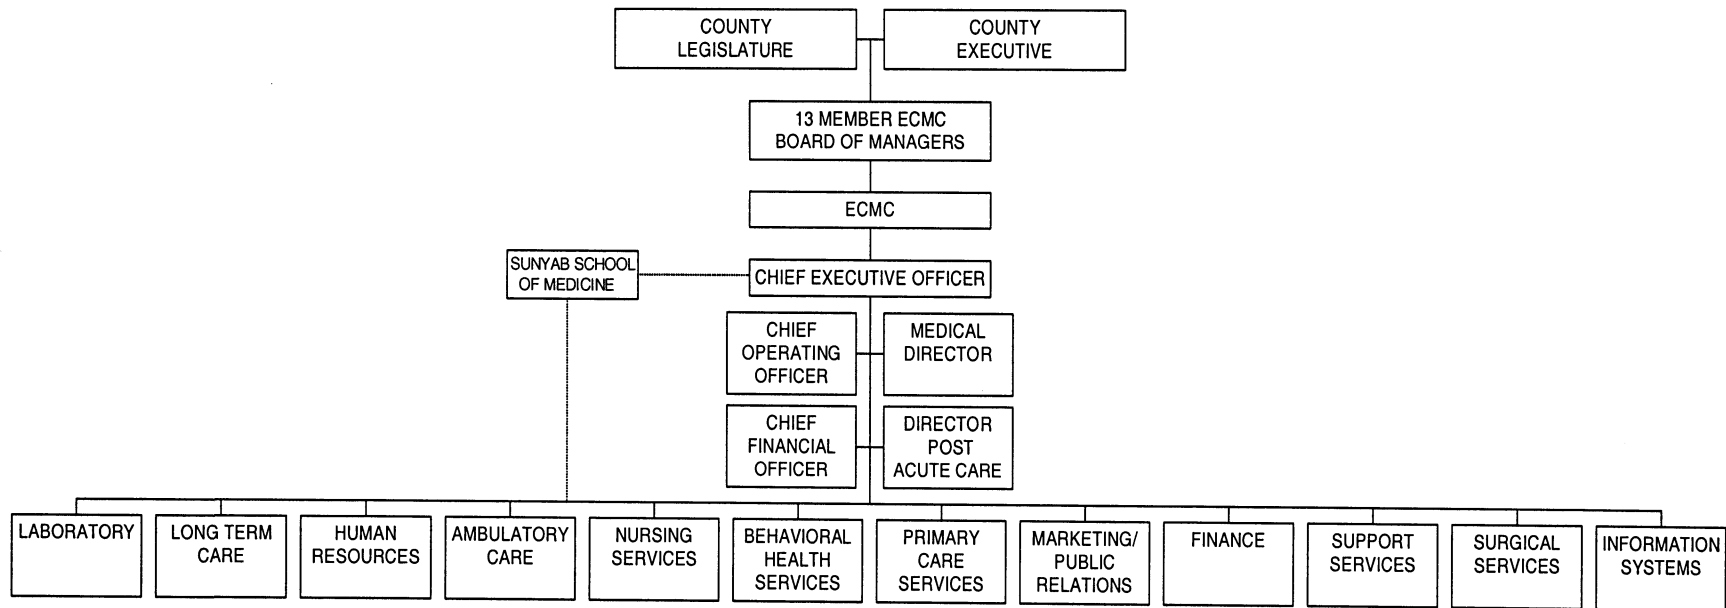 COUNTY
LEGISLATURE
COUNTY
EXECUTIVE
13 MEMBER ECMC
BOARD OF MANAGERS
ECMC
SUNYAB SCHOOL
OF MEDICINE
CHIEF EXECUTIVE OFFICER
CHIEF
OPERATING
OFFICER
MEDICAL
DIRECTOR
CHIEF
FINANCIAL
OFFICER
DIRECTOR
POST
ACUTE CARE
LABORATORY
LONG TERM
CARE
HUMAN
RESOURCES
AMBULATORY
CARE
NURSING
SERVICES
BEHAVIORAL
HEALTH
SERVICES
PRIMARY
CARE
SERVICES
MARKETING/
PUBLIC
RELATIONS
FINANCE
SUPPORT
SERVICES
SURGICAL
SERVICES
INFORMATION
SYSTEMS